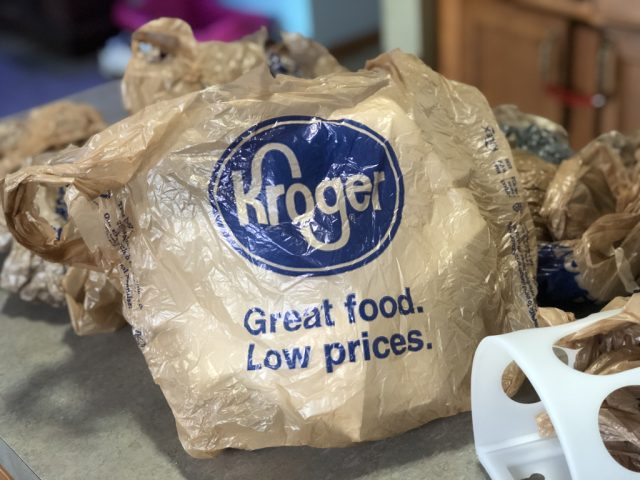 Kroger
Great food.
Low prices.